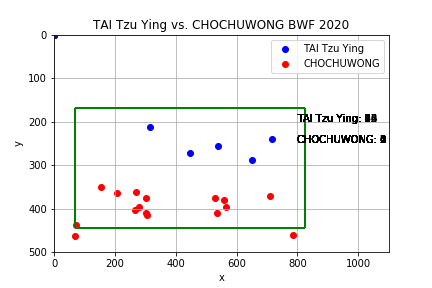 TAI Tzu Ying vs. CHOCHUWONG BWF 2020
0
TAI Tzu Ying
CHOCHUWONG
100
200
TAI Tzu Ying:
CHOCHUWONG:
y
300
400
500
0 200 400 600 800 1000
x